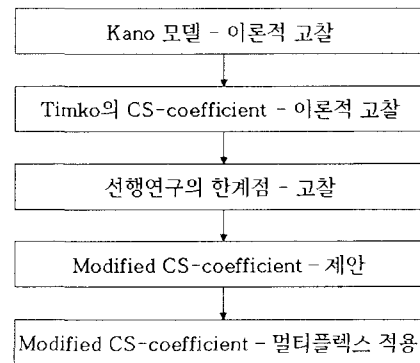 Kano 모델 - 이론적 고찰
Timko의 CS-coefficient - 이론적 고찰
선행연구의 한계점 - 고찰
Modified CS-coefficient - 제안
Modified CS-coefficient - 멀티플렉스 적용